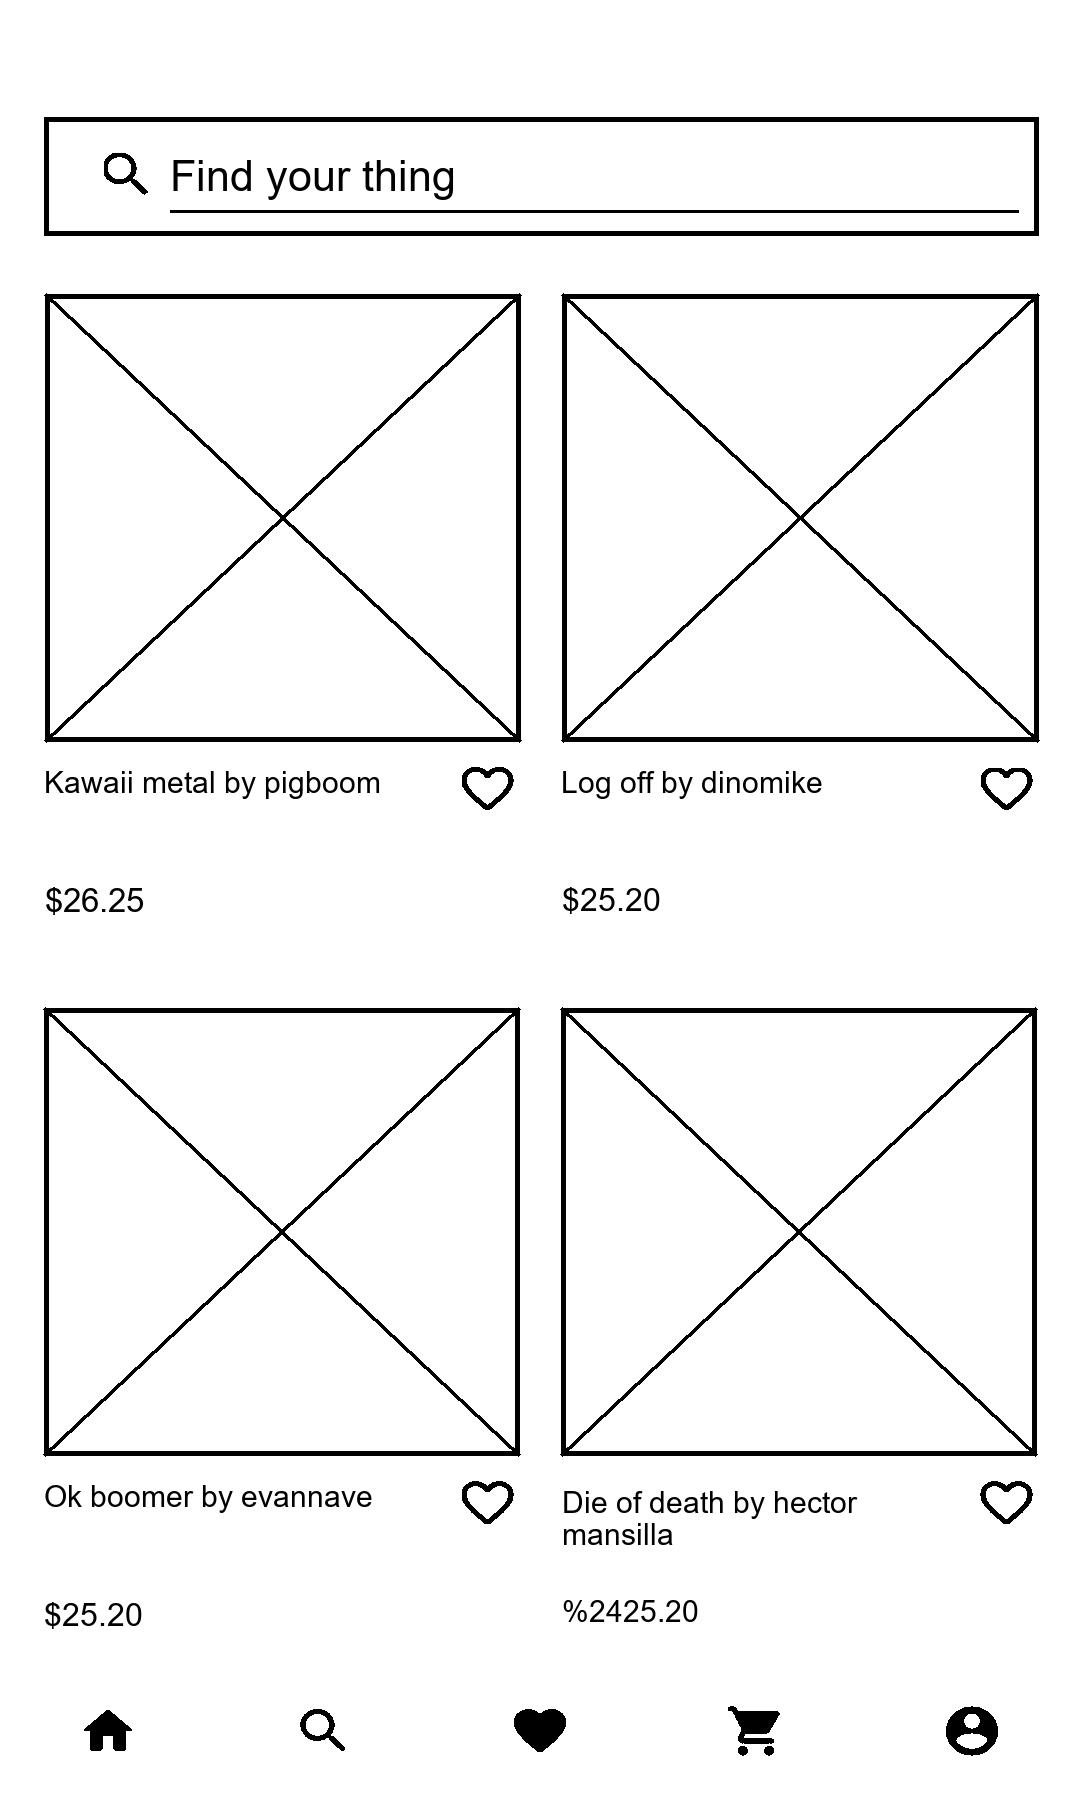 Find your thing
Kawaii metal by pigboom
Log off by dinomike
$26.25
$25.20
Ok boomer by evannave
Die of death by hector
mansilla
$25.20
%2425.20